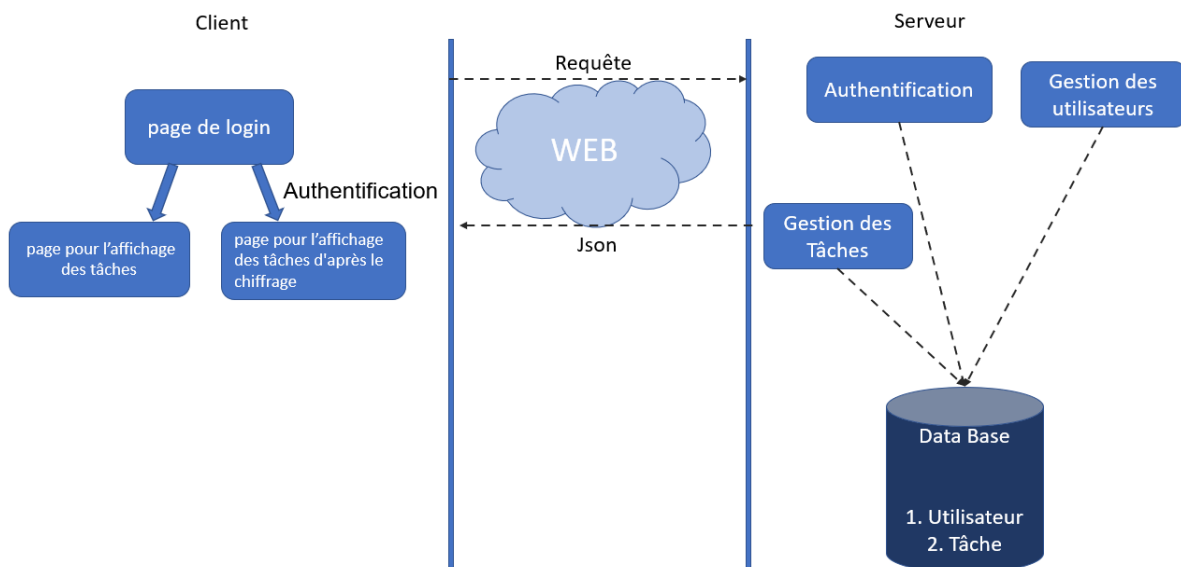 Client
Serveur
Requête
WEB
Json
page de login
Authentification
page pour l’affichage
des tâches
page pour l’affichage
des tâches d'après le
chiffrage
Authentification
Gestion des
utilisateurs
Gestion des
Tâches
Data Base
1. Utilisateur
2. Tâche